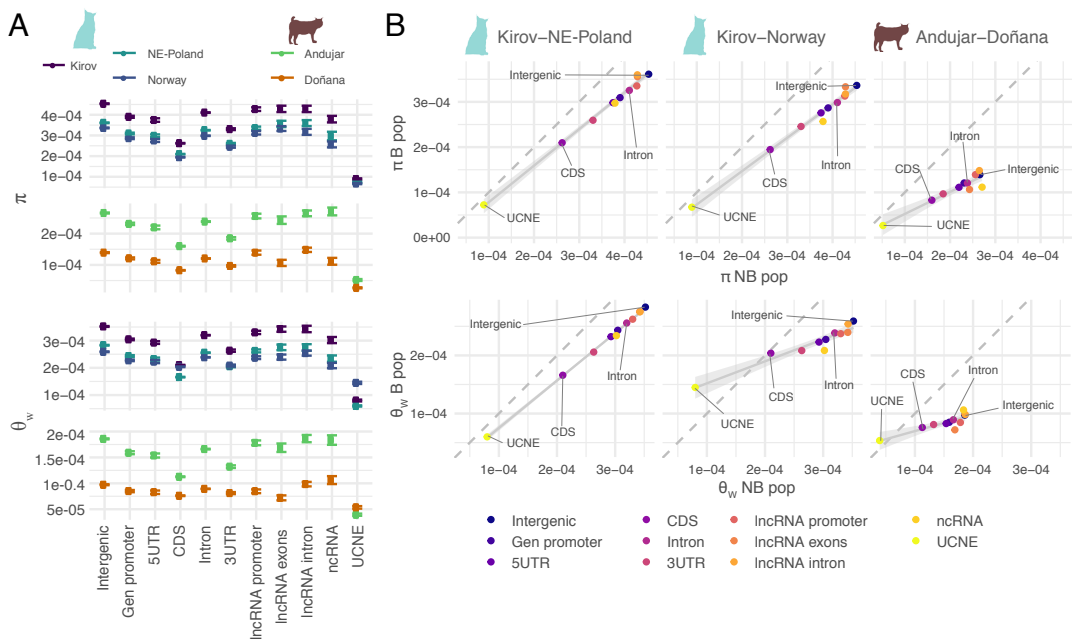 A
Kirov
NE-Poland
Norway
Andujar
Doñana
4e-04
3e-04
2e-04
1e-04
π
2e-04
1e-04
3e-04
2e-04
1e-04
θw
2e-04
1.5e-04
1e-04
5e-05
Intergenic
Gen promoter
5UTR
CDS
Intron
3UTR
lncRNA promoter
lncRNA exons
lncRNA intron
ncRNA
UCNE
B
Kirov–NE-Poland
Kirov–Norway
Andujar–Doñana
π B pop
3e-04
2e-04
1e-04
0e+00
Intergenic
Intron
CDS
UCNE
Intergenic
Intron
CDS
UCNE
Intron
Intergenic
CDS
UCNE
1e-04 2e-04 3e-04 4e-04
1e-04 2e-04 3e-04 4e-04
1e-04 2e-04 3e-04 4e-04
π NB pop
θw B pop
2e-04
1e-04
Intergenic
Intron
CDS
UCNE
Intergenic
Intron
CDS
UCNE
CDS
Intron
UCNE
Intergenic
1e-04 2e-04 3e-04
1e-04 2e-04 3e-04
1e-04 2e-04 3e-04
θw NB pop
Intergenic
Gen promoter
5UTR
CDS
Intron
3UTR
lncRNA promoter
lncRNA exons
lncRNA intron
ncRNA
UCNE